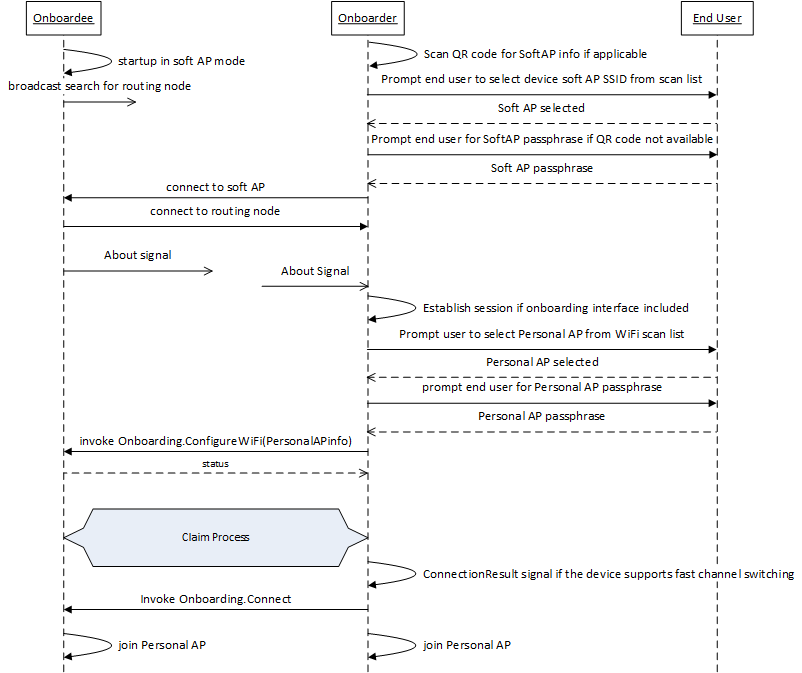 Onboardee
Onboarder
End User
Scan QR code for SoftAP info if applicable
startup in soft AP mode
Prompt end user to select device soft AP SSID from scan list
broadcast search for routing node
Soft AP selected
Prompt end user for SoftAP passphrase if QR code not available
Soft AP passphrase
connect to soft AP
connect to routing node
About signal
About Signal
Establish session if onboarding interface included
Prompt user to select Personal AP from WiFi scan list
Personal AP selected
prompt end user for Personal AP passphrase
Personal AP passphrase
invoke Onboarding.ConfigureWiFi(PersonalAPinfo)
status
Claim Process
ConnectionResult signal if the device supports fast channel switching
Invoke Onboarding.Connect
join Personal AP
join Personal AP